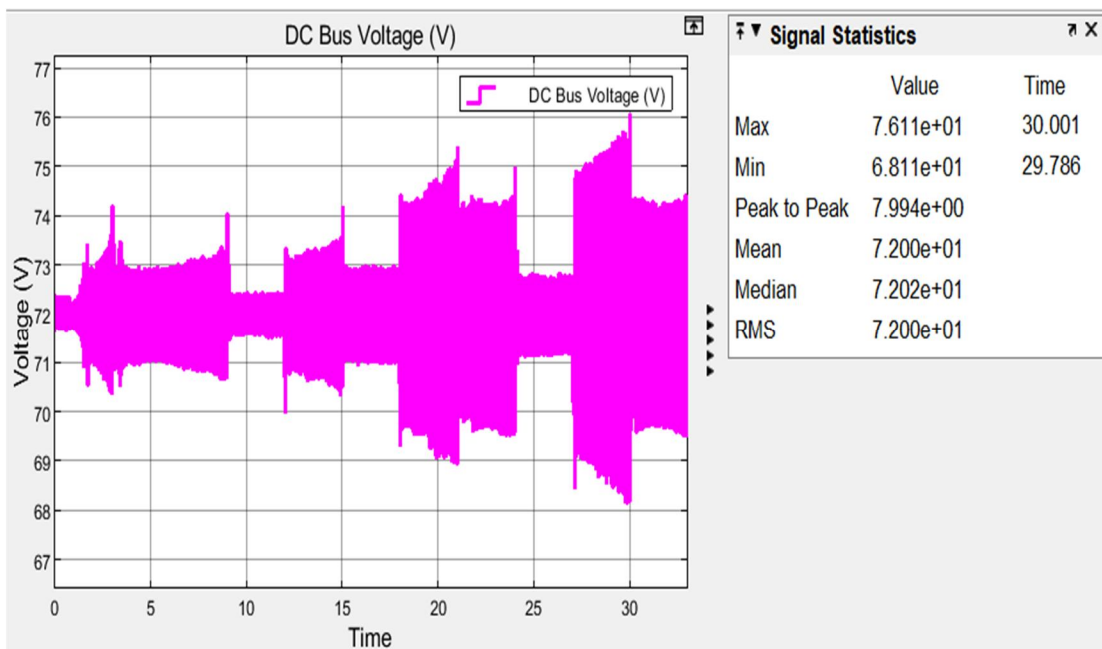 DC Bus Voltage (V)
DC Bus Voltage (V)
Voltage (V)
77
76
75
74
73
72
71
70
69
68
67
0 5 10 15 20 25 30
Time
Signal Statistics
Value Time
Max 7.611e+01 30.001
Min 6.811e+01 29.786
Peak to Peak 7.994e+00
Mean 7.200e+01
Median 7.202e+01
RMS 7.200e+01